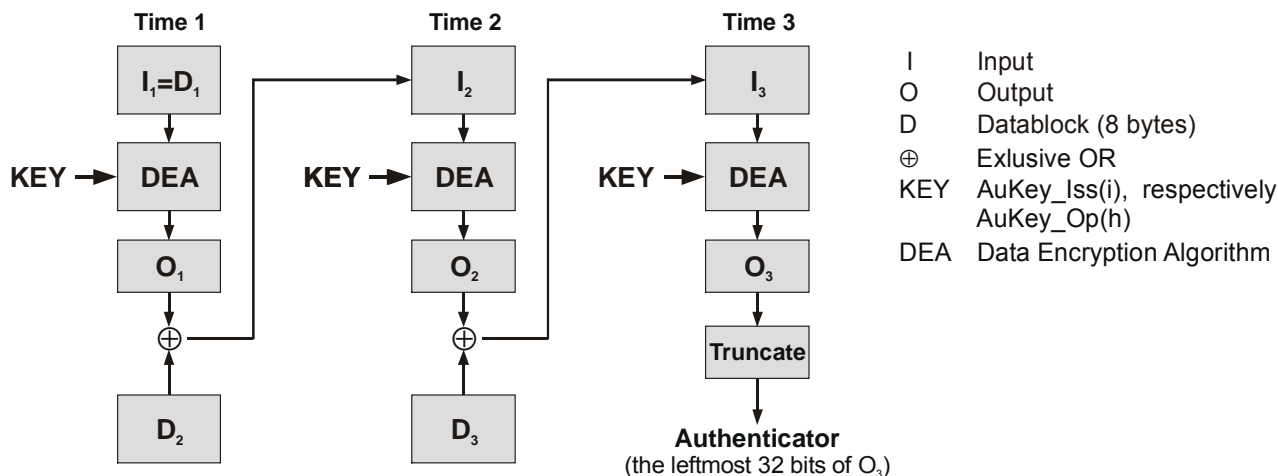 Time 1
Time 2
Time 3
I₁=D₁
I₂
I₃
KEY
DEA
KEY
DEA
KEY
DEA
O₁
O₂
O₃
⊕
⊕
Truncate
D₂
D₃
Authenticator
(the leftmost 32 bits of O₃)
I Input
O Output
D Datablock (8 bytes)
⊕ Exlusive OR
KEY AuKey_Iss(i), respectively
AuKey_Op(h)
DEA Data Encryption Algorithm